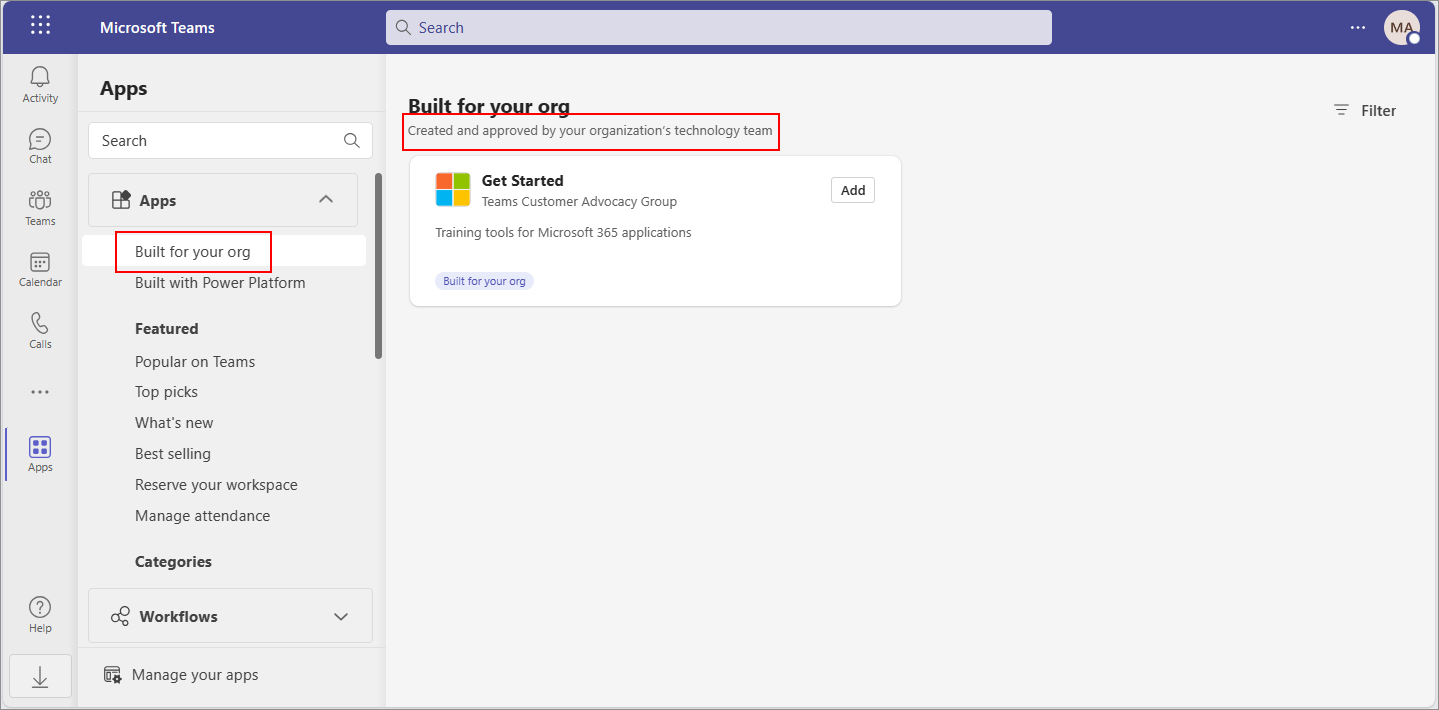 Microsoft Teams
Search
MA
Activity
Chat
Teams
Calendar
Calls
Apps
Help
Apps
Search
Apps
Built for your org
Built with Power Platform
Featured
Popular on Teams
Top picks
What's new
Best selling
Reserve your workspace
Manage attendance
Categories
Workflows
Manage your apps
Built for your org
Created and approved by your organization's technology team
Filter
Get Started
Teams Customer Advocacy Group
Add
Training tools for Microsoft 365 applications
Built for your org